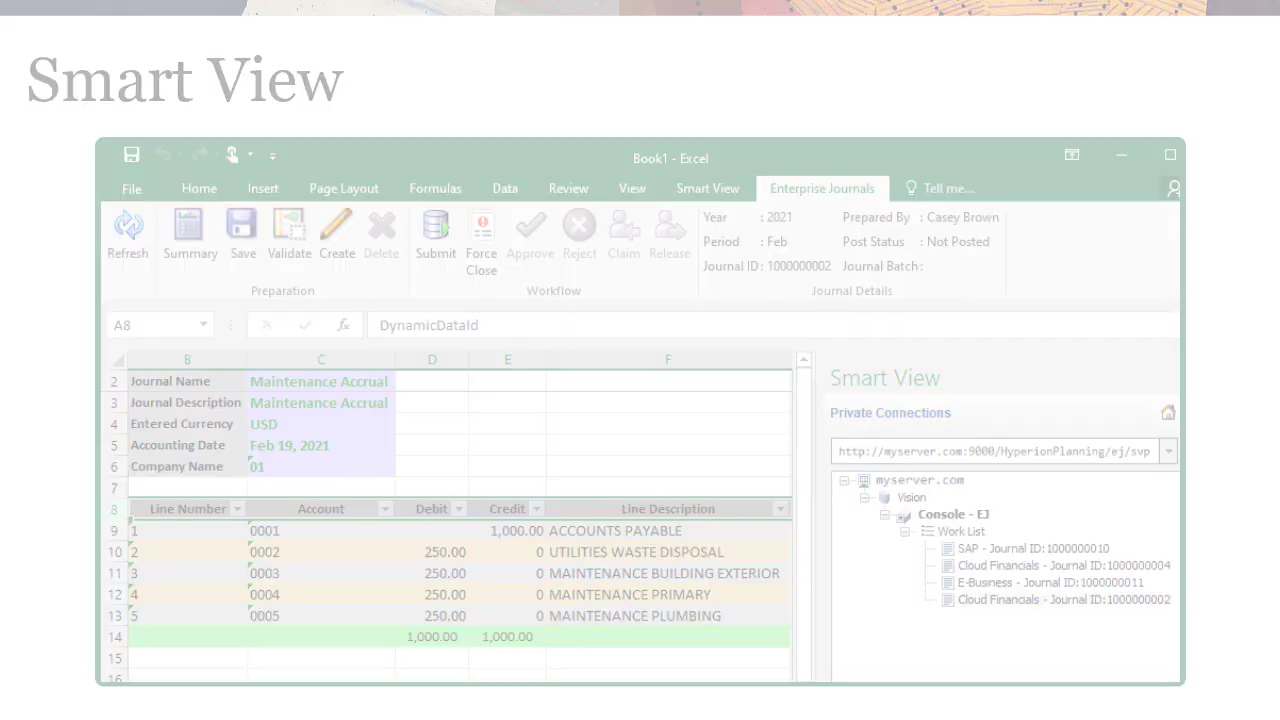 Smart View
Book1 - Excel
File Home Insert Page Layout Formulas Data Review View Smart View Enterprise Journals Tell me...
Refresh Summary Save Validate Create Delete Submit Force Close Approve Reject Claim Release
Preparation Workflow Journal Details
Year : 2021 Prepared By : Casey Brown
Period : Feb Post Status : Not Posted
Journal ID : 1000000002 Journal Batch :
A8 fx DynamicDataId
B C D E F
2 Journal Name Maintenance Accrual
3 Journal Description Maintenance Accrual
4 Entered Currency USD
5 Accounting Date Feb 19, 2021
6 Company Name 01
7
8 Line Number Account Debit Credit Line Description
9 1 0001 1,000.00 ACCOUNTS PAYABLE
10 2 0002 250.00 0 UTILITIES WASTE DISPOSAL
11 3 0003 250.00 0 MAINTENANCE BUILDING EXTERIOR
12 4 0004 250.00 0 MAINTENANCE PRIMARY
13 5 0005 250.00 0 MAINTENANCE PLUMBING
14 1,000.00 1,000.00
15
16
Smart View
Private Connections
http://myserver.com:9000/HyperionPlanning/ej/svp
myserver.com
Vision
Console - EJ
Work List
SAP - Journal ID:1000000010
Cloud Financials - Journal ID:1000000004
E-Business - Journal ID:1000000011
Cloud Financials - Journal ID:1000000002